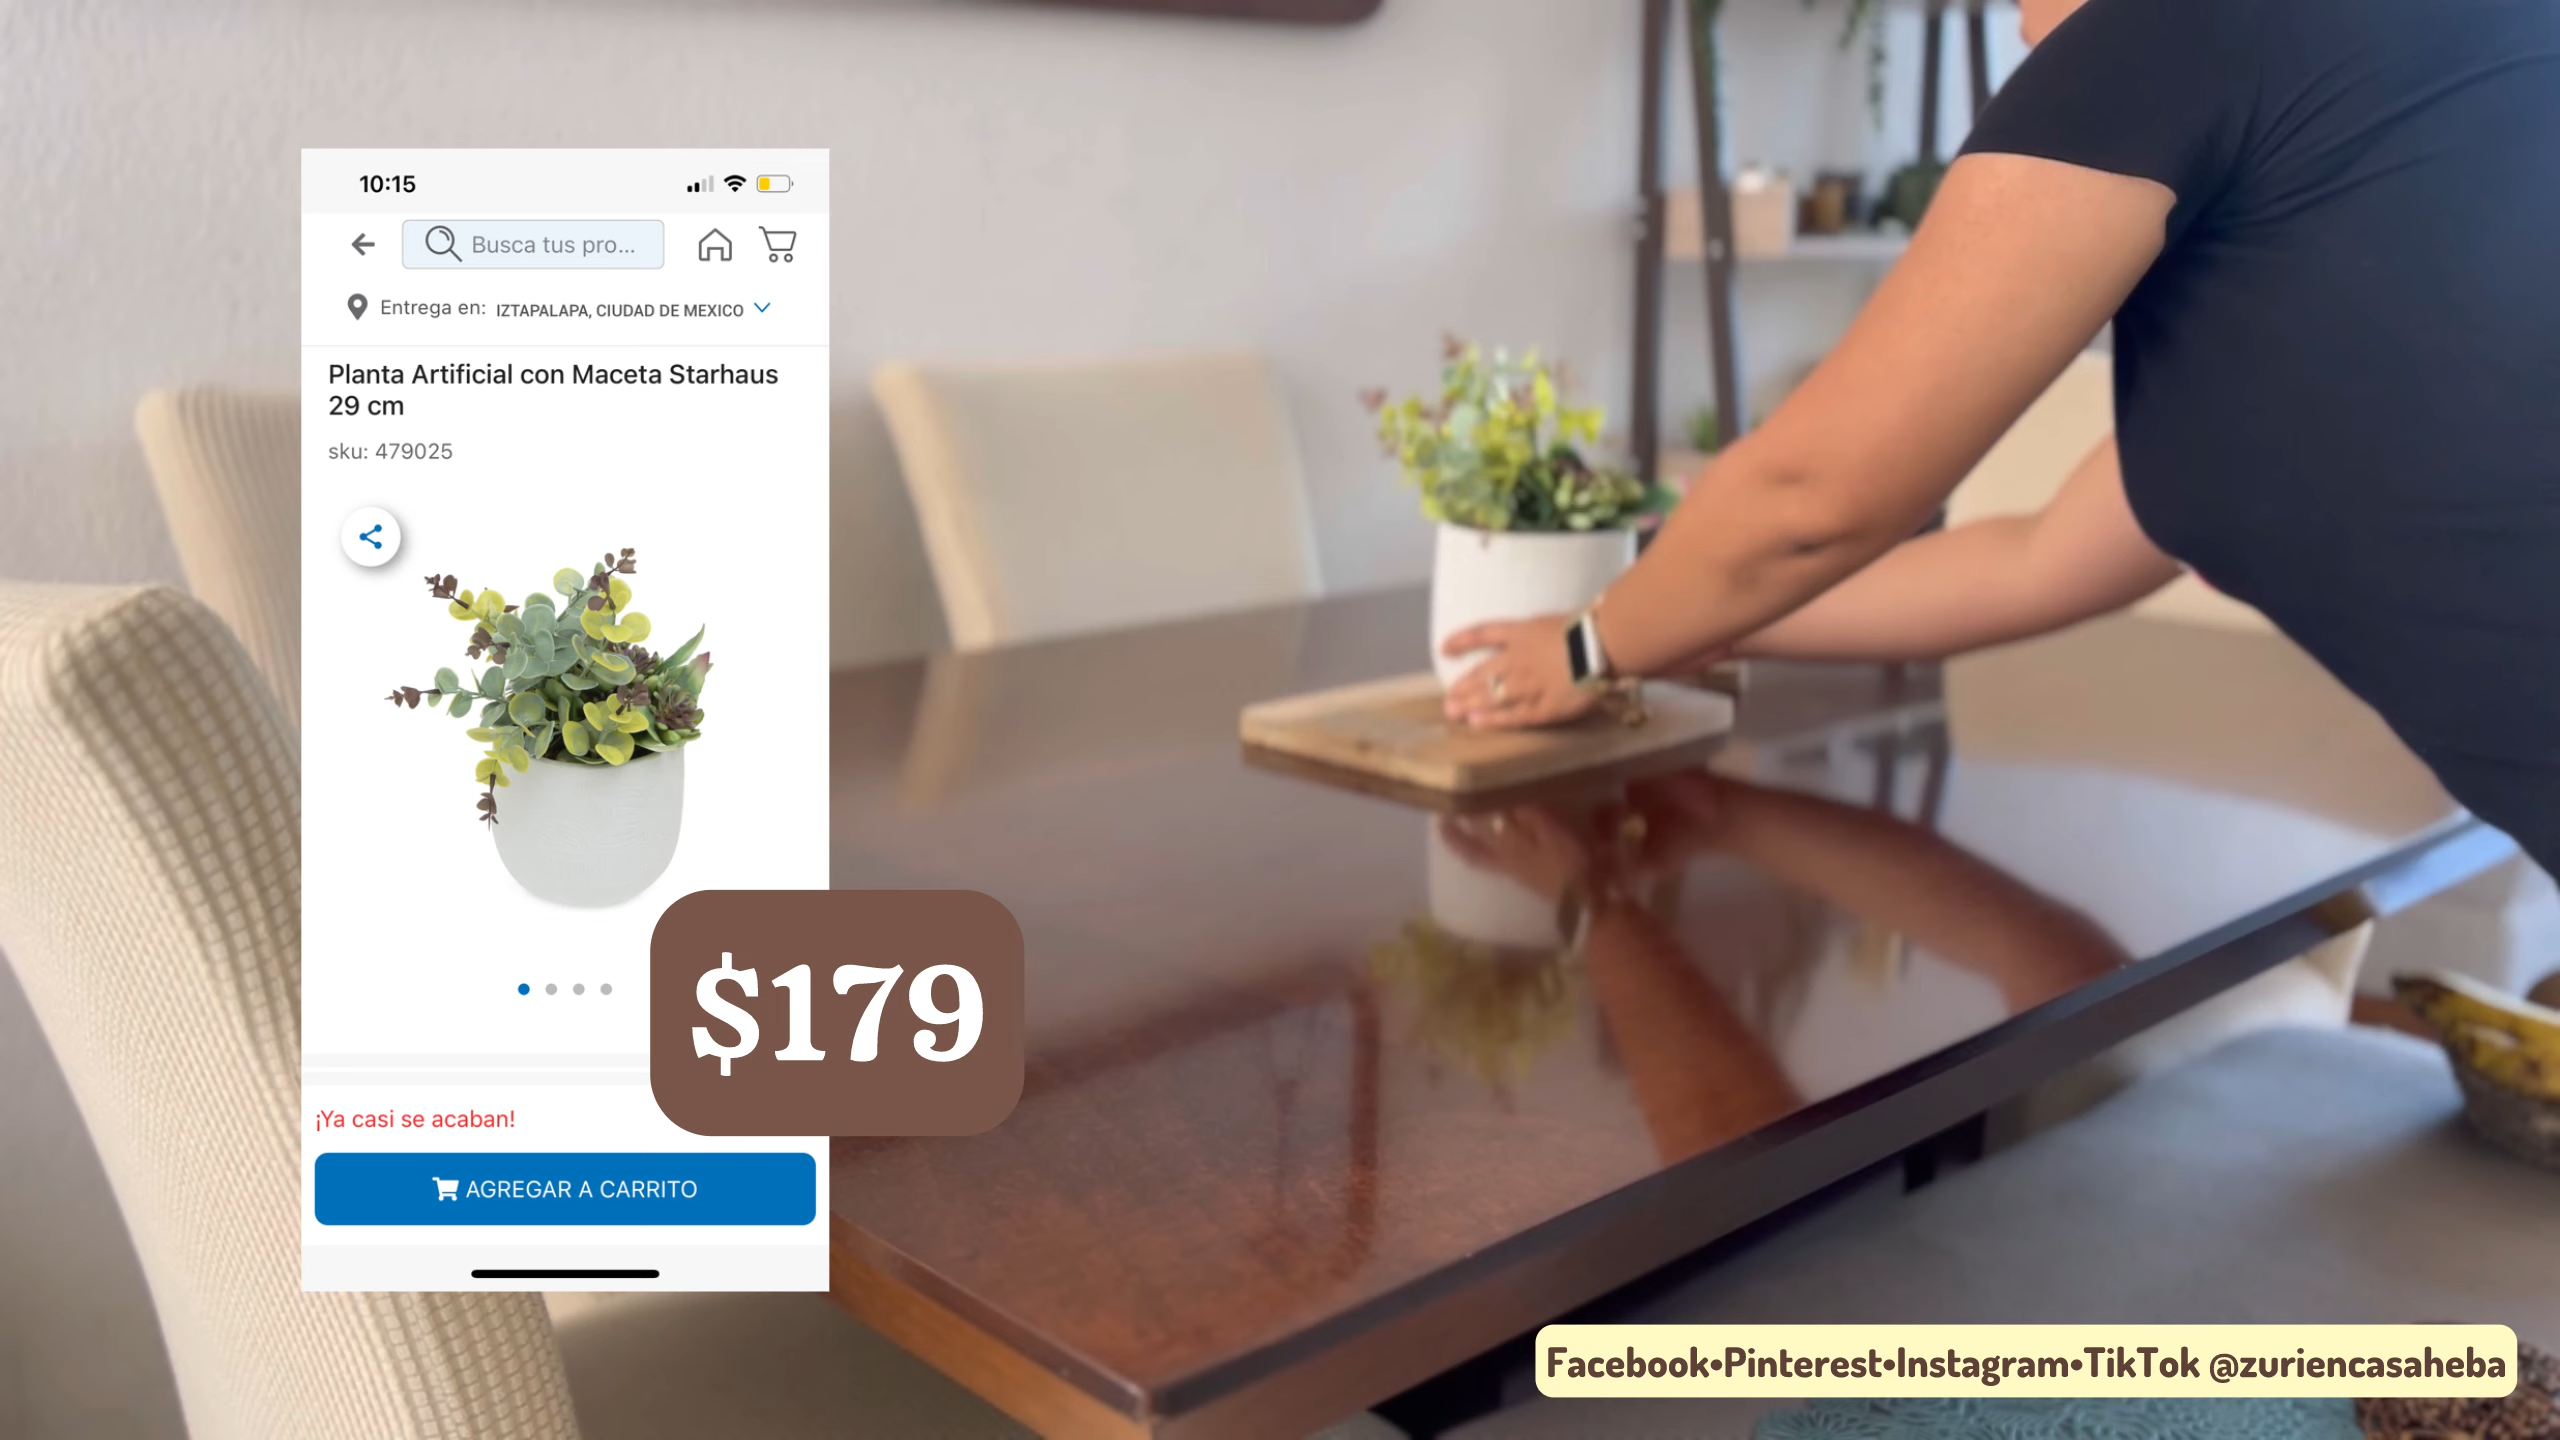 10:15
Busca tus pro...
Entrega en: IZTAPALAPA, CIUDAD DE MEXICO
Planta Artificial con Maceta Starhaus
29 cm
sku: 479025
$179
¡Ya casi se acaban!
AGREGAR A CARRITO
Facebook•Pinterest•Instagram•TikTok @zuriencasaheba